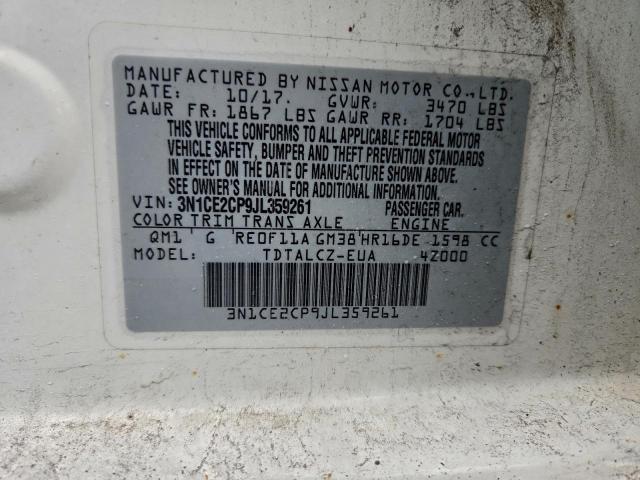 MANUFACTURED BY NISSAN MOTOR CO.,LTD.
DATE: 10/17. GVWR: 3470 LBS
GAWR FR: 1867 LBS GAWR RR: 1704 LBS
THIS VEHICLE CONFORMS TO ALL APPLICABLE FEDERAL MOTOR
VEHICLE SAFETY, BUMPER AND THEFT PREVENTION STANDARDS
IN EFFECT ON THE DATE OF MANUFACTURE SHOWN ABOVE.
SEE OWNER'S MANUAL FOR ADDITIONAL INFORMATION.
VIN: 3N1CE2CP9JL359261 PASSENGER CAR.
COLOR TRIM TRANS AXLE ENGINE
QM1 G RE0F11A GM38 HR16DE 1598 CC
MODEL: TDTALCZ-EUA 4Z000
3N1CE2CP9JL359261